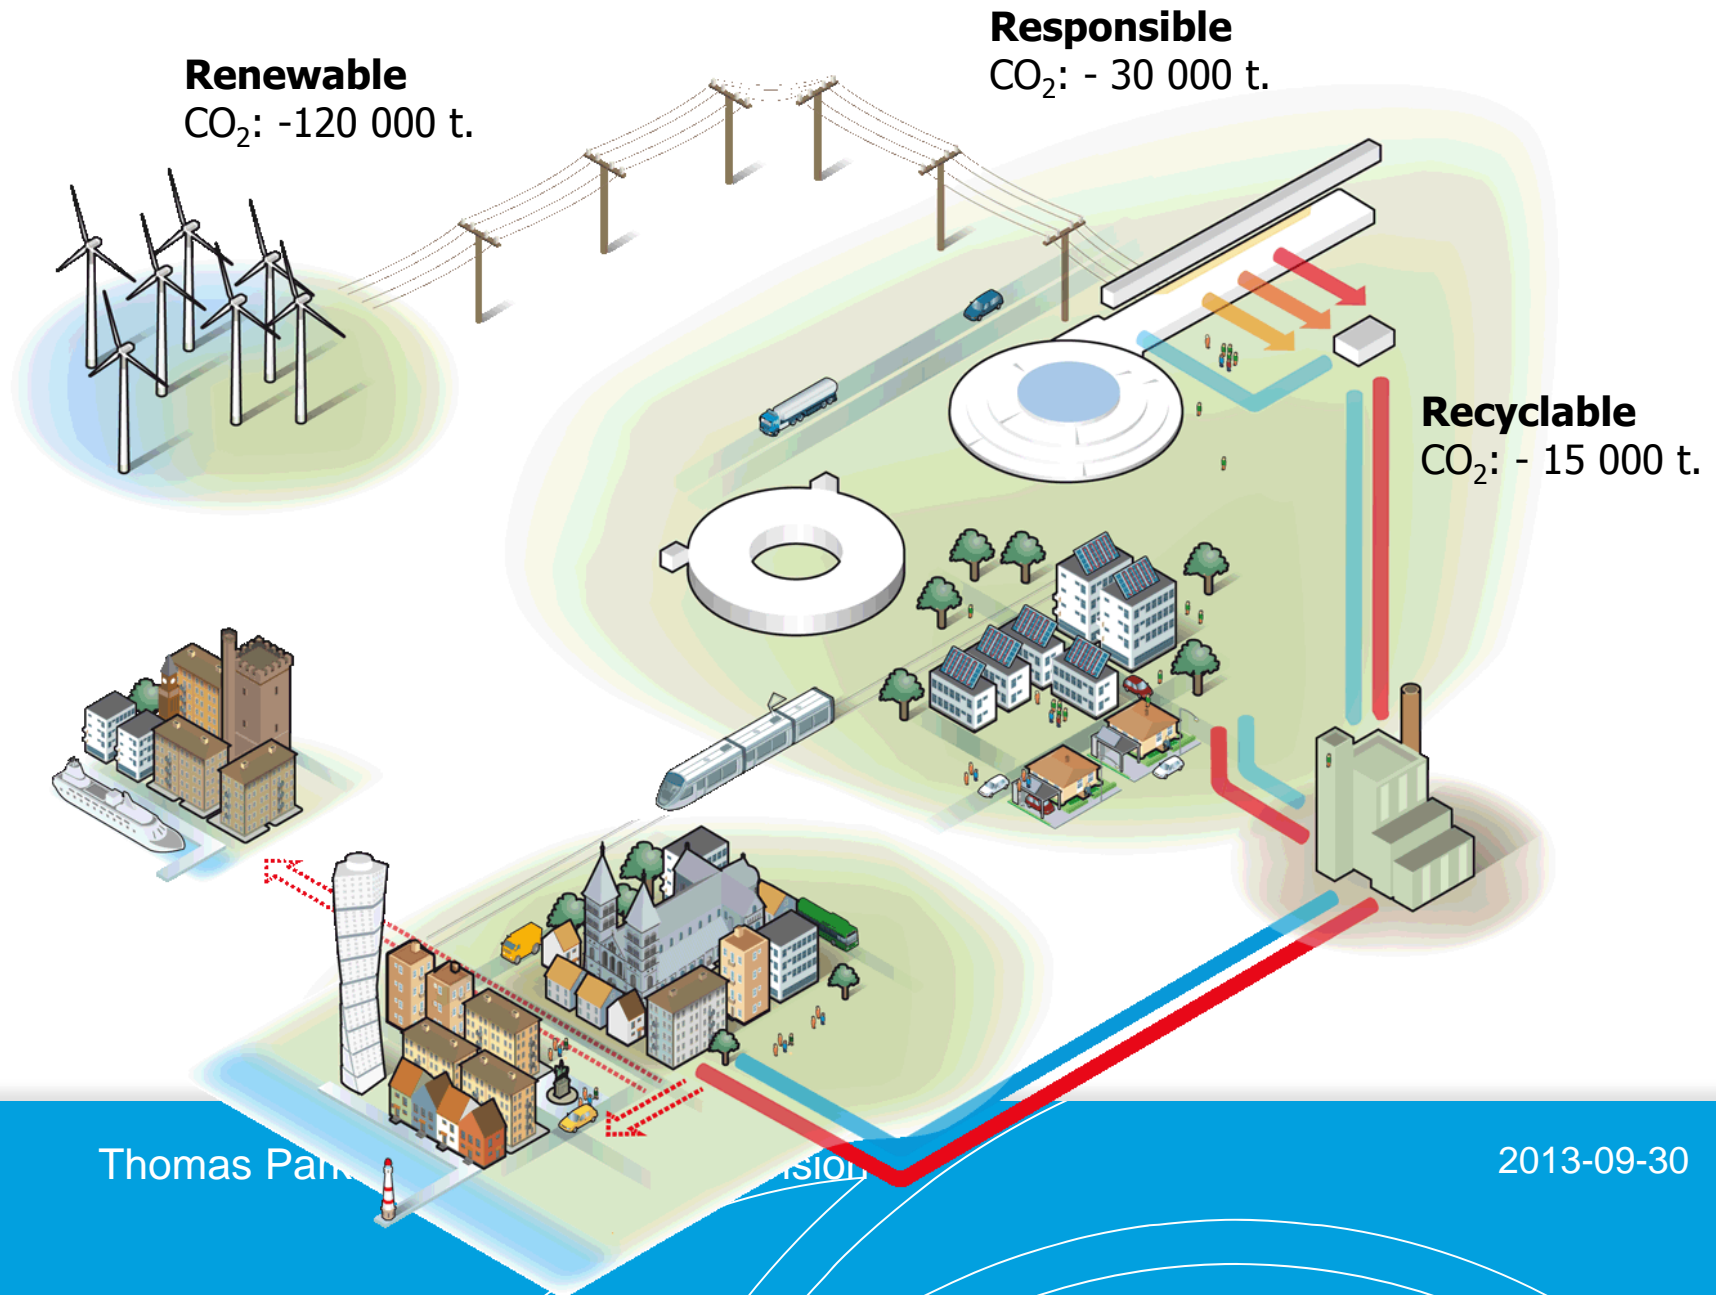 Responsible
CO₂: - 30 000 t.
Renewable
CO₂: -120 000 t.
Recyclable
CO₂: - 15 000 t.
Thomas
2013-09-30